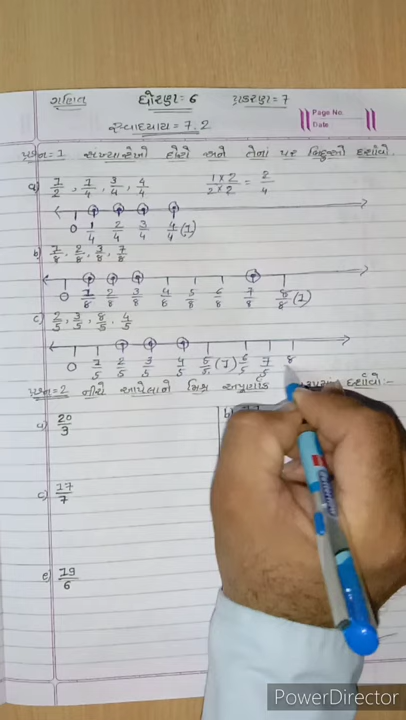 ગણિત ધોરણ = 6 પ્રકરણ = 7
Page No.
Date
સ્વાધ્યાય = 7.2
પ્રશ્ન = 1 સંખ્યારેખા દોરો અને તેના પર બિંદુઓ દર્શાવો.
a) 1/2, 1/4, 3/4, 4/4 1×2/2×2 = 2/4
0 1/4 2/4 3/4 4/4 (1)
b) 1/8, 2/8, 3/8, 7/8
0 1/8 2/8 3/8 4/8 5/8 6/8 7/8 8/8 (1)
c) 2/5, 3/5, 8/5, 4/5
0 1/5 2/5 3/5 4/5 5/5 (1) 6/5 7/5 8
પ્રશ્ન = 2 નીચે આપેલાને મિશ્ર અપૂર્ણાંક દર્શાવો :-
a) 20/3
c) 17/7
e) 19/6
PowerDirector